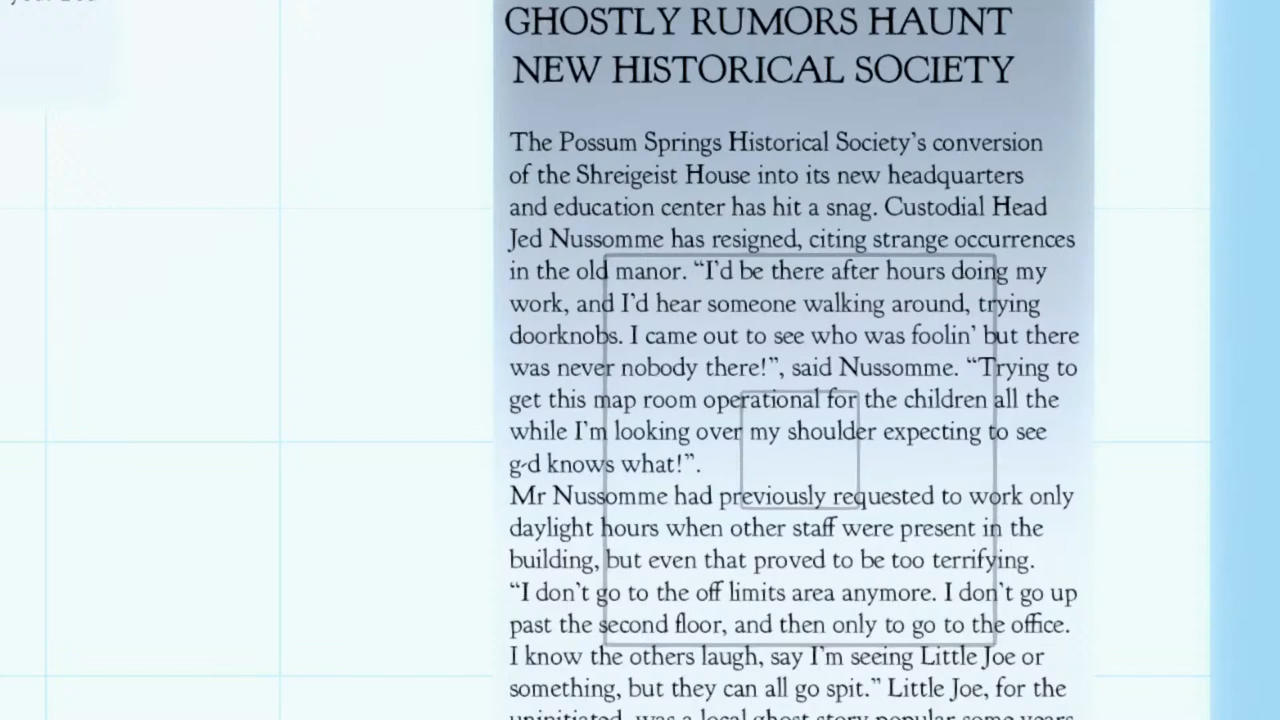 GHOSTLY RUMORS HAUNT
NEW HISTORICAL SOCIETY
The Possum Springs Historical Society's conversion
of the Shreigeist House into its new headquarters
and education center has hit a snag. Custodial Head
Jed Nussomme has resigned, citing strange occurrences
in the old manor. “I'd be there after hours doing my
work, and I'd hear someone walking around, trying
doorknobs. I came out to see who was foolin' but there
was never nobody there!”, said Nussomme. “Trying to
get this map room operational for the children all the
while I'm looking over my shoulder expecting to see
g-d knows what!”.
Mr Nussomme had previously requested to work only
daylight hours when other staff were present in the
building, but even that proved to be too terrifying.
“I don't go to the off limits area anymore. I don't go up
past the second floor, and then only to go to the office.
I know the others laugh, say I'm seeing Little Joe or
something, but they can all go spit.” Little Joe, for the
uninitiated, was a local ghost story popular some years